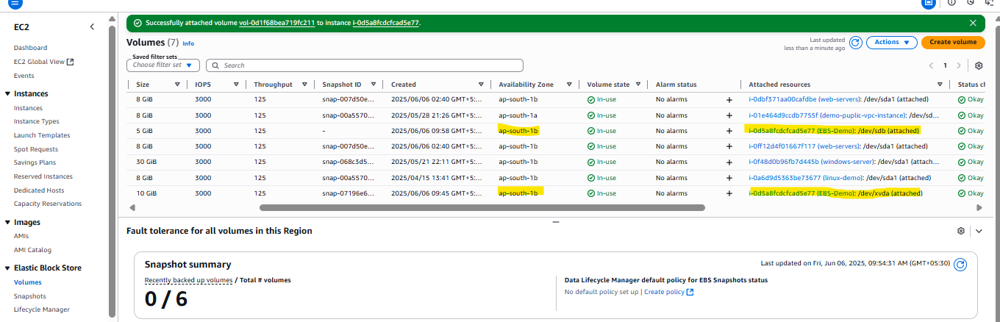 Successfully attached volume vol-0d1f68bea719fc211 to instance i-0d5a8fcdcfcad5e77.
EC2
Dashboard
EC2 Global View
Events
Instances
Instances
Instance Types
Launch Templates
Spot Requests
Savings Plans
Reserved Instances
Dedicated Hosts
Capacity Reservations
Images
AMIs
AMI Catalog
Elastic Block Store
Volumes
Snapshots
Lifecycle Manager
Volumes (7) Info
Last updated
less than a minute ago
Actions
Create volume
Saved filter sets
Choose filter set
Search
1
Size IOPS Throughput Snapshot ID Created Availability Zone Volume state Alarm status Attached resources Status ch
8 GiB 3000 125 snap-007d50e... 2025/06/06 02:40 GMT+5:... ap-south-1b In-use No alarms + i-0dbf371aa00cafdbe (web-servers): /dev/sda1 (attached) Okay
8 GiB 3000 125 snap-00a5570... 2025/05/28 21:26 GMT+5:... ap-south-1a In-use No alarms + i-01e464d9ccdb7755f (demo-puplic-vpc-instance): /dev/sd... Okay
5 GiB 3000 125 - 2025/06/06 09:58 GMT+5:... ap-south-1b In-use No alarms + i-0d5a8fcdcfcad5e77 (EBS-Demo): /dev/sdb (attached) Okay
8 GiB 3000 125 snap-007d50e... 2025/06/06 02:40 GMT+5:... ap-south-1b In-use No alarms + i-0ff12d4f01667f117 (web-servers): /dev/sda1 (attached) Okay
30 GiB 3000 125 snap-068c3d5... 2025/05/21 22:11 GMT+5:... ap-south-1b In-use No alarms + i-0f48d0b96fb7d445b (windows-server): /dev/sda1 (attach... Okay
8 GiB 3000 125 snap-00a5570... 2025/04/15 13:41 GMT+5:... ap-south-1b In-use No alarms + i-0a6d9d5363be73677 (linux-demo): /dev/sda1 (attached) Okay
10 GiB 3000 125 snap-07196e6... 2025/06/06 09:45 GMT+5:... ap-south-1b In-use No alarms + i-0d5a8fcdcfcad5e77 (EBS-Demo): /dev/xvda (attached) Okay
Fault tolerance for all volumes in this Region
Snapshot summary
Last updated on Fri, Jun 06, 2025, 09:54:31 AM (GMT+05:30)
Recently backed up volumes / Total # volumes
0 / 6
Data Lifecycle Manager default policy for EBS Snapshots status
No default policy set up | Create policy